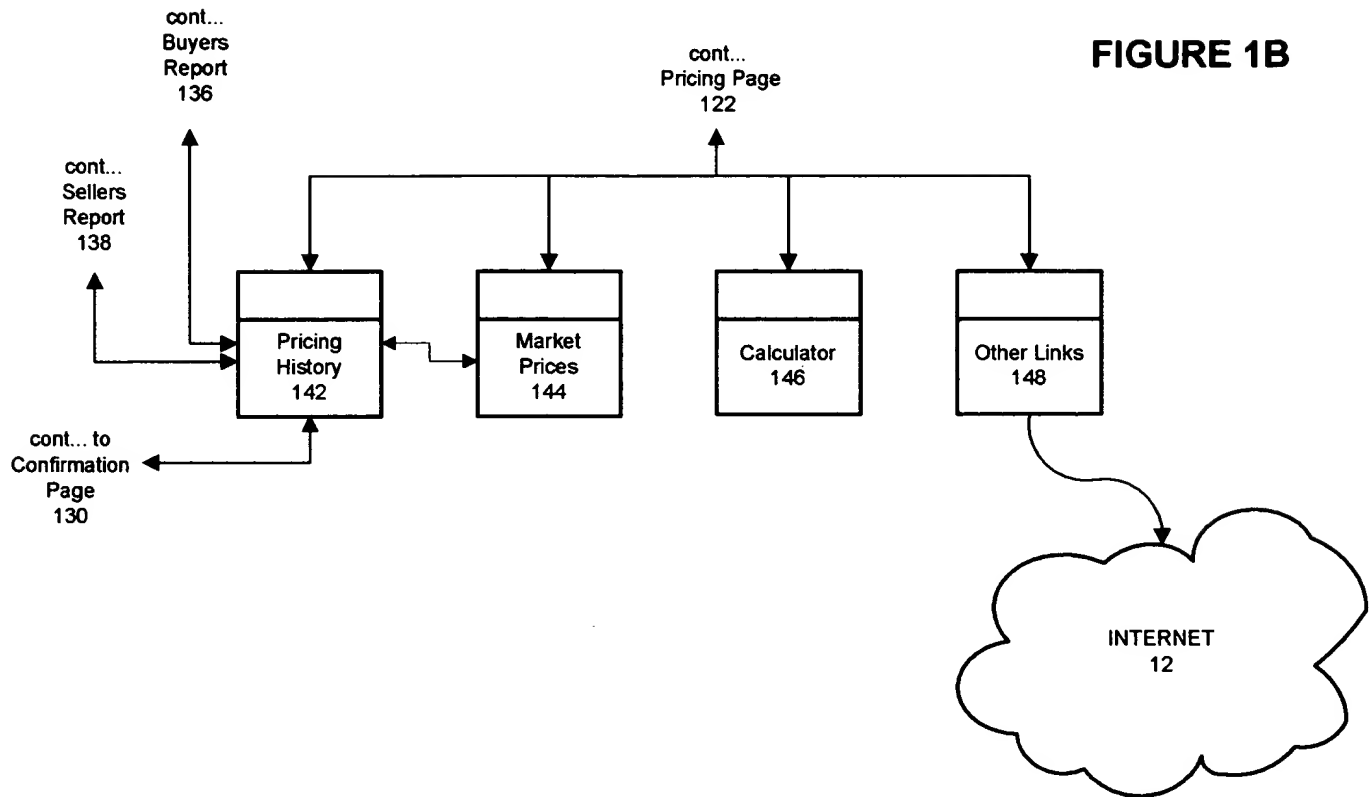 FIGURE 1B
cont...
Buyers
Report
136
cont...
Pricing Page
122
cont...
Sellers
Report
138
Pricing
History
142
Market
Prices
144
Calculator
146
Other Links
148
cont... to
Confirmation
Page
130
INTERNET
12